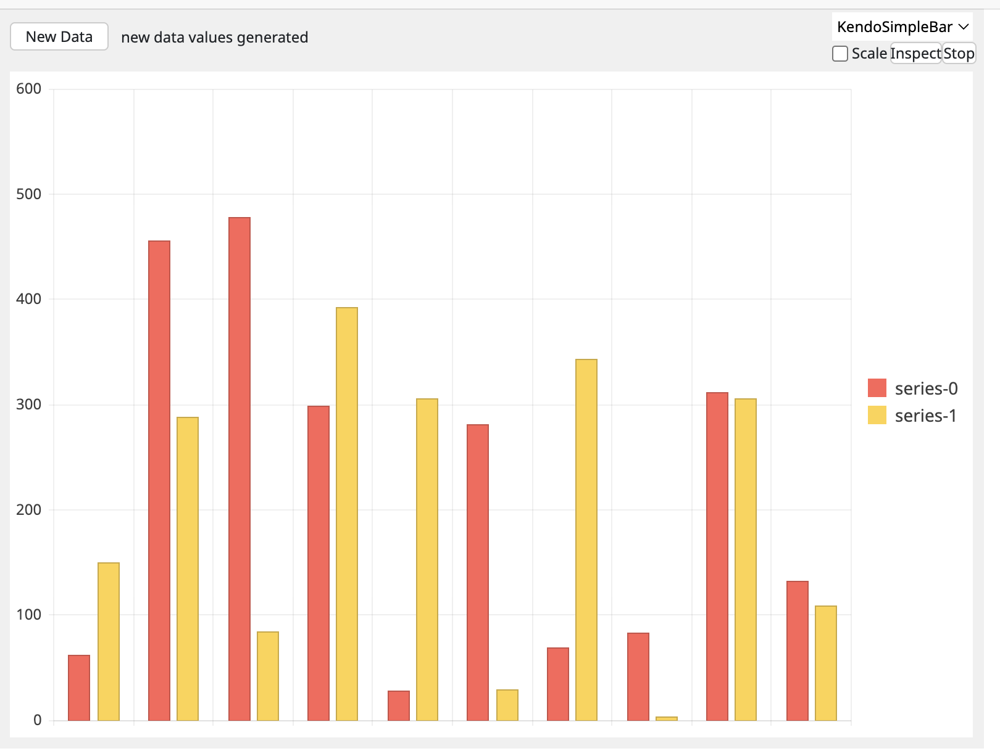 New Data
new data values generated
KendoSimpleBar
Scale Inspect Stop
600
500
400
300
200
100
0
series-0
series-1